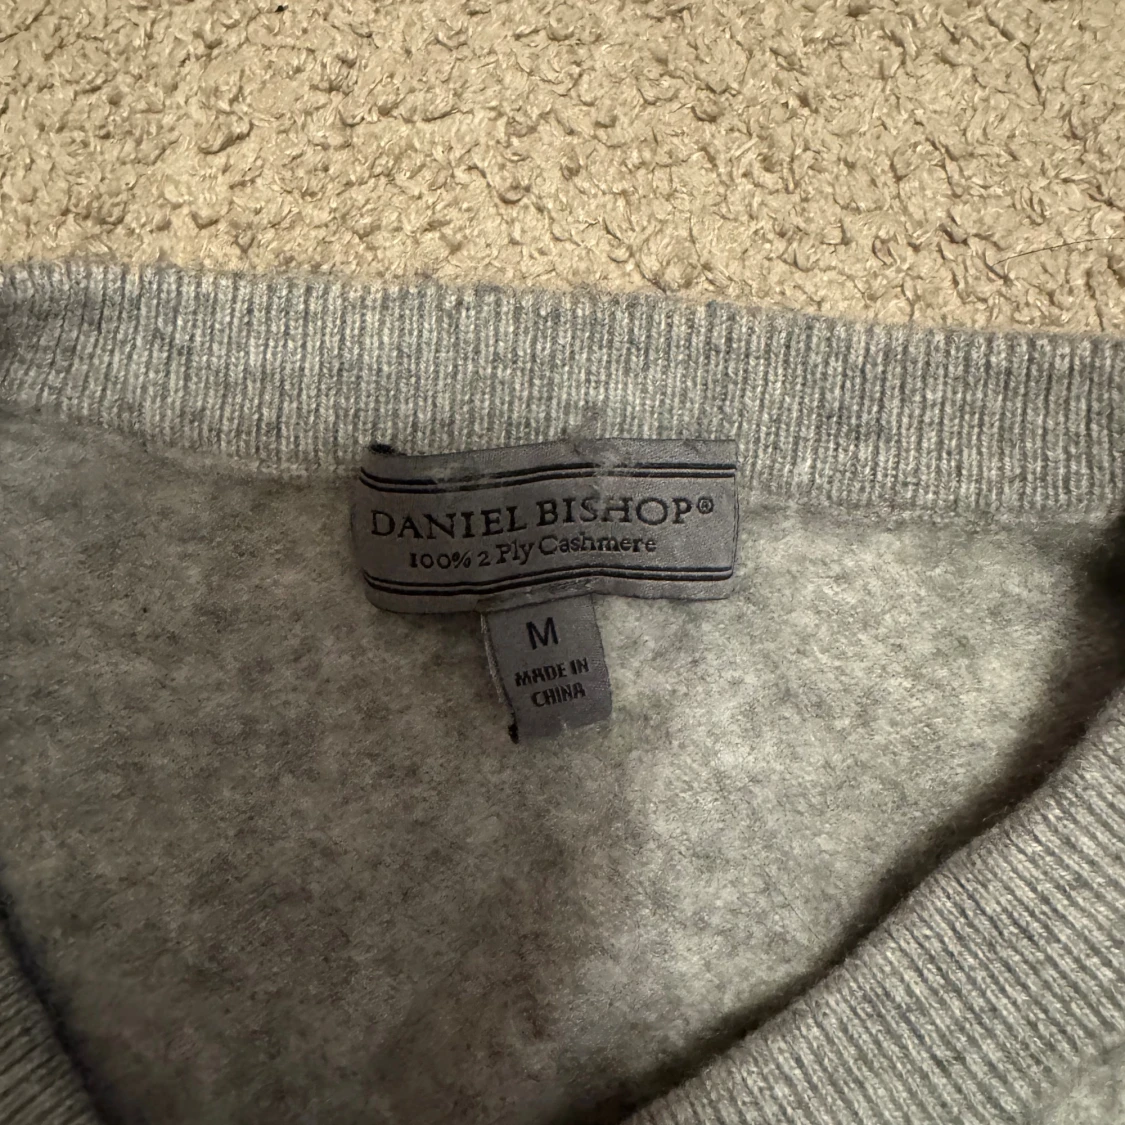 DANIEL BISHOP®
100% 2 Ply Cashmere
M
MADE IN
CHINA